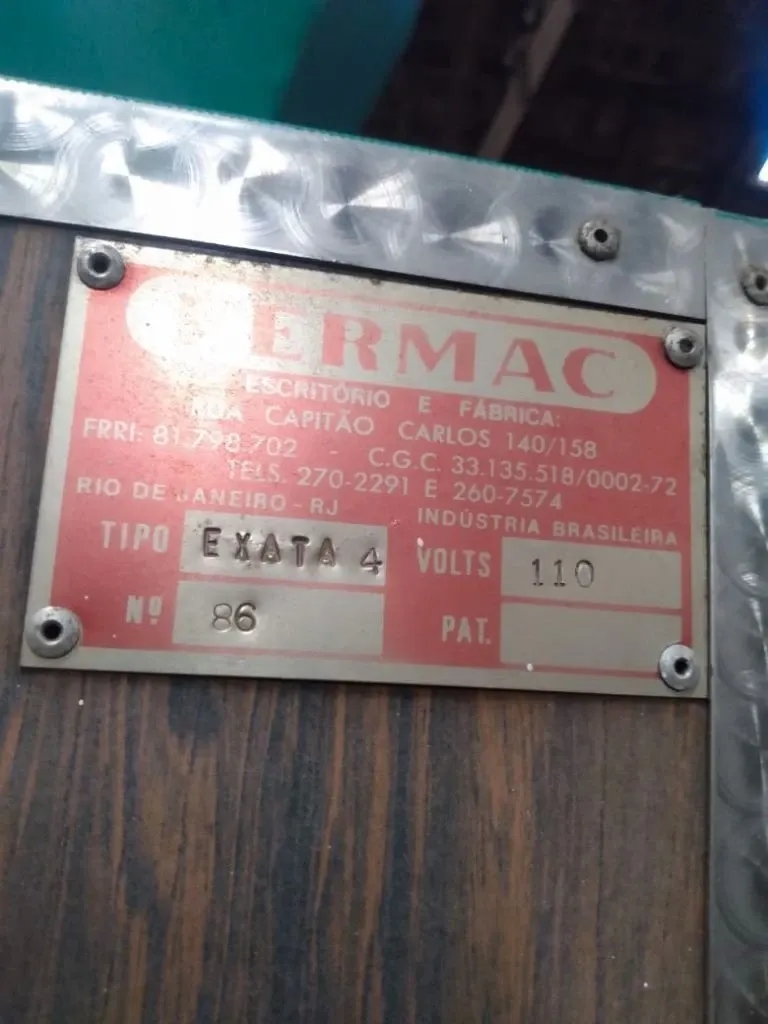 ERMAC
ESCRITÓRIO E FÁBRICA:
RUA CAPITÃO CARLOS 140/158
FRRI: 81.798.702 - C.G.C. 33.135.518/0002-72
TELS. 270-2291 E 260-7574
RIO DE JANEIRO - RJ INDÚSTRIA BRASILEIRA
TIPO EXATA 4 VOLTS 110
Nº 86 PAT.